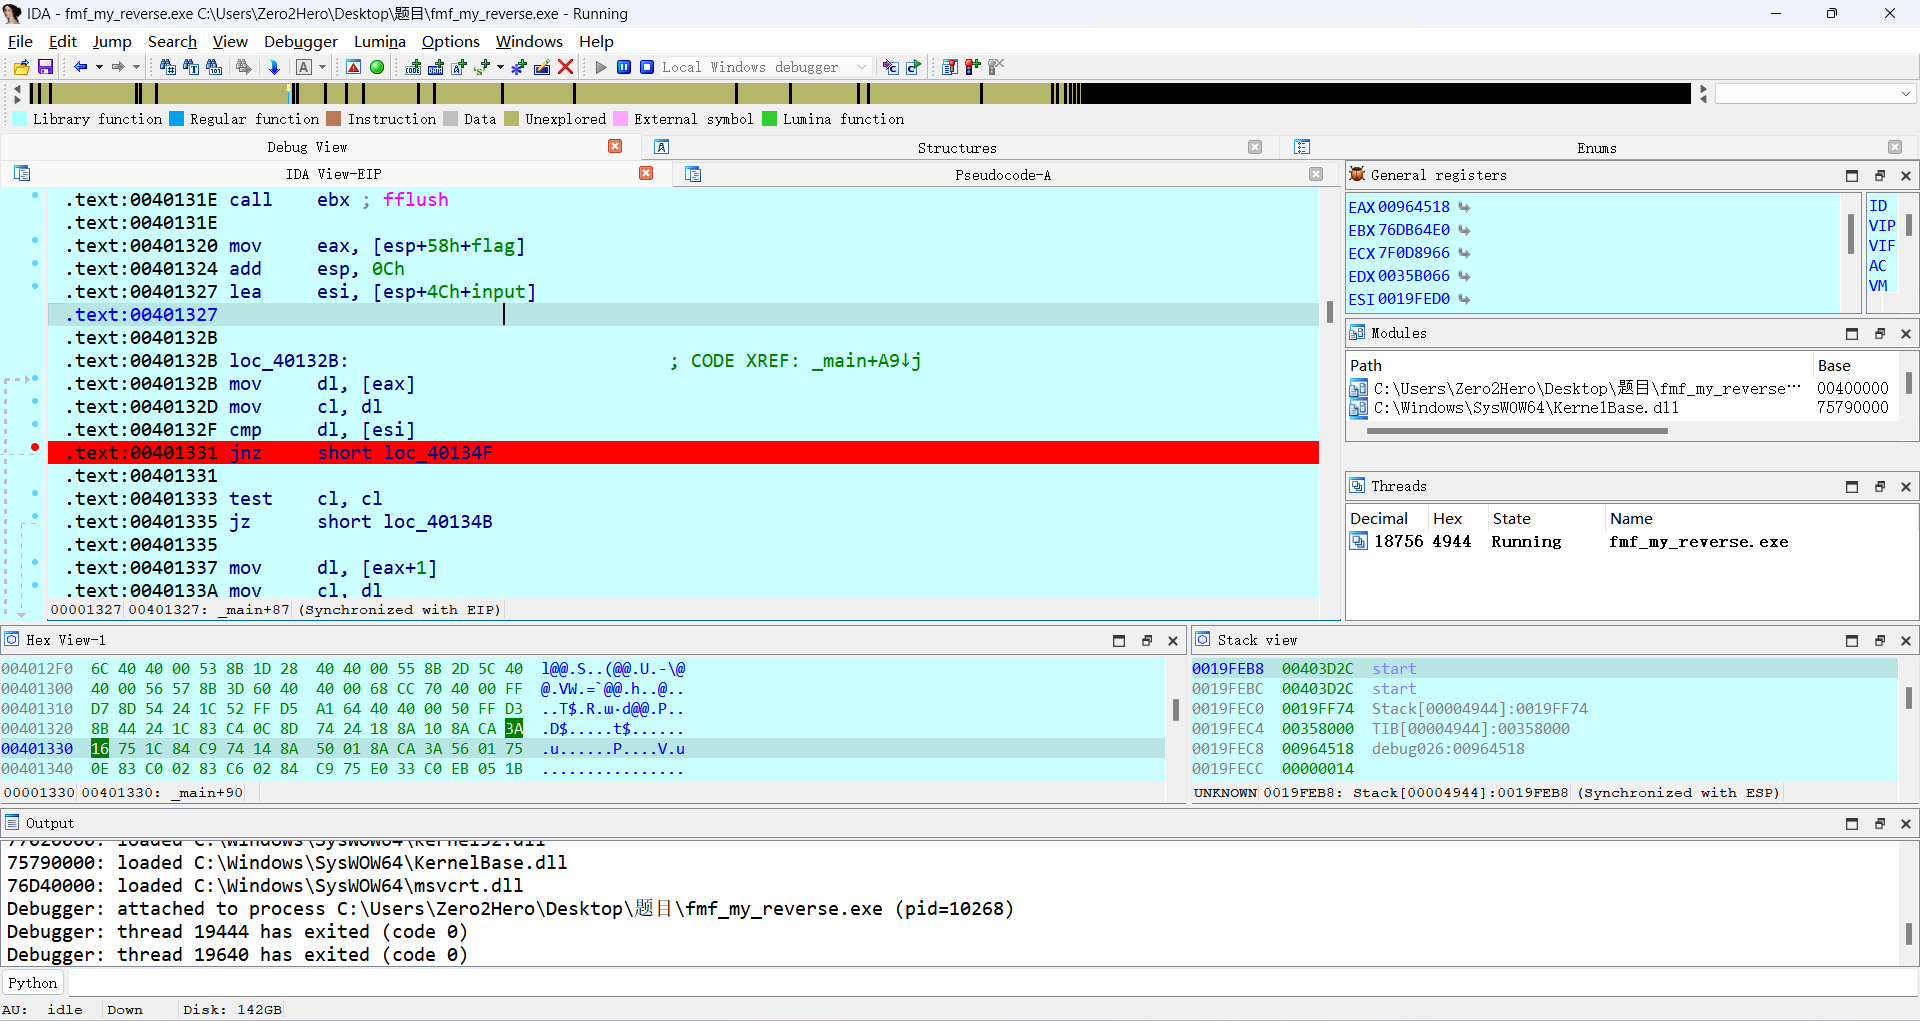 IDA - fmf_my_reverse.exe C:\Users\Zero2Hero\Desktop\题目\fmf_my_reverse.exe - Running
File Edit Jump Search View Debugger Lumina Options Windows Help
Local Windows debugger
Library function Regular function Instruction Data Unexplored External symbol Lumina function
Debug View Structures Enums
IDA View-EIP Pseudocode-A
.text:0040131E call ebx ; fflush
.text:0040131E
.text:00401320 mov eax, [esp+58h+flag]
.text:00401324 add esp, 0Ch
.text:00401327 lea esi, [esp+4Ch+input]
.text:00401327
.text:0040132B
.text:0040132B loc_40132B: ; CODE XREF: _main+A9↓j
.text:0040132B mov dl, [eax]
.text:0040132D mov cl, dl
.text:0040132F cmp dl, [esi]
.text:00401331 jnz short loc_40134F
.text:00401331
.text:00401333 test cl, cl
.text:00401335 jz short loc_40134B
.text:00401335
.text:00401337 mov dl, [eax+1]
.text:0040133A mov cl, dl
00001327 00401327: _main+87 (Synchronized with EIP)
General registers
EAX 00964518
EBX 76DB64E0
ECX 7F0D8966
EDX 0035B066
ESI 0019FED0
ID
VIP
VIF
AC
VM
Modules
Path Base
C:\Users\Zero2Hero\Desktop\题目\fmf_my_reverse··· 00400000
C:\Windows\SysWOW64\KernelBase.dll 75790000
Threads
Decimal Hex State Name
18756 4944 Running fmf_my_reverse.exe
Hex View-1
004012F0 6C 40 40 00 53 8B 1D 28 40 40 00 55 8B 2D 5C 40 l@@.S..(@@.U.-\@
00401300 40 00 56 57 8B 3D 60 40 40 00 68 CC 70 40 00 FF @.VW.=`@@.h..@..
00401310 D7 8D 54 24 1C 52 FF D5 A1 64 40 40 00 50 FF D3 ..T$.R.ա.d@@.P..
00401320 8B 44 24 1C 83 C4 0C 8D 74 24 18 8A 10 8A CA 3A .D$.....t$......
00401330 16 75 1C 84 C9 74 14 8A 50 01 8A CA 3A 56 01 75 .u......P....V.u
00401340 0E 83 C0 02 83 C6 02 84 C9 75 E0 33 C0 EB 05 1B ................
00001330 00401330: _main+90
Stack view
0019FEB8 00403D2C start
0019FEBC 00403D2C start
0019FEC0 0019FF74 Stack[00004944]:0019FF74
0019FEC4 00358000 TIB[00004944]:00358000
0019FEC8 00964518 debug026:00964518
0019FECC 00000014
UNKNOWN 0019FEB8: Stack[00004944]:0019FEB8 (Synchronized with ESP)
Output
75790000: loaded C:\Windows\SysWOW64\KernelBase.dll
76D40000: loaded C:\Windows\SysWOW64\msvcrt.dll
Debugger: attached to process C:\Users\Zero2Hero\Desktop\题目\fmf_my_reverse.exe (pid=10268)
Debugger: thread 19444 has exited (code 0)
Debugger: thread 19640 has exited (code 0)
Python
AU: idle Down Disk: 142GB